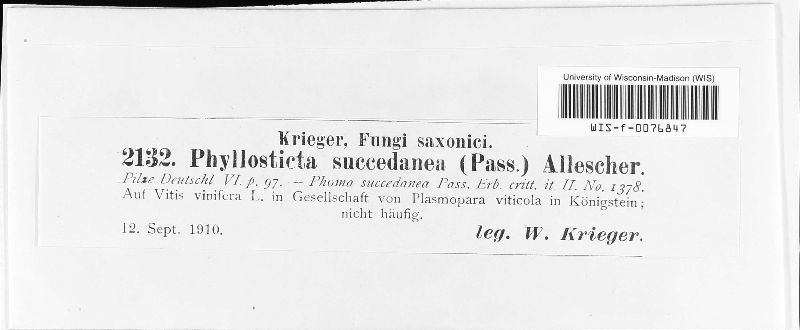 University of Wisconsin-Madison (WIS)
WIS-f-0076847
Krieger, Fungi saxonici.
2132. Phyllosticta succedanea (Pass.) Allescher.
Pilze Deutschl VI. p. 97. — Phoma succedanea Pass. Erb. critt. it II. No. 1378.
Auf Vitis vinifera L. in Gesellschaft von Plasmopara viticola in Königstein;
nicht häufig.
12. Sept. 1910.
leg. W. Krieger.